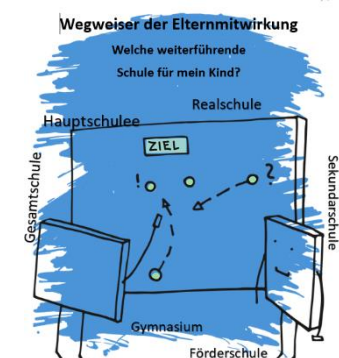 Wegweiser der Elternmitwirkung
Welche weiterführende
Schule für mein Kind?
Realschule
Hauptschulee
ZIEL
! ?
Gesamtschule
Sekundarschule
Gymnasium
Förderschule